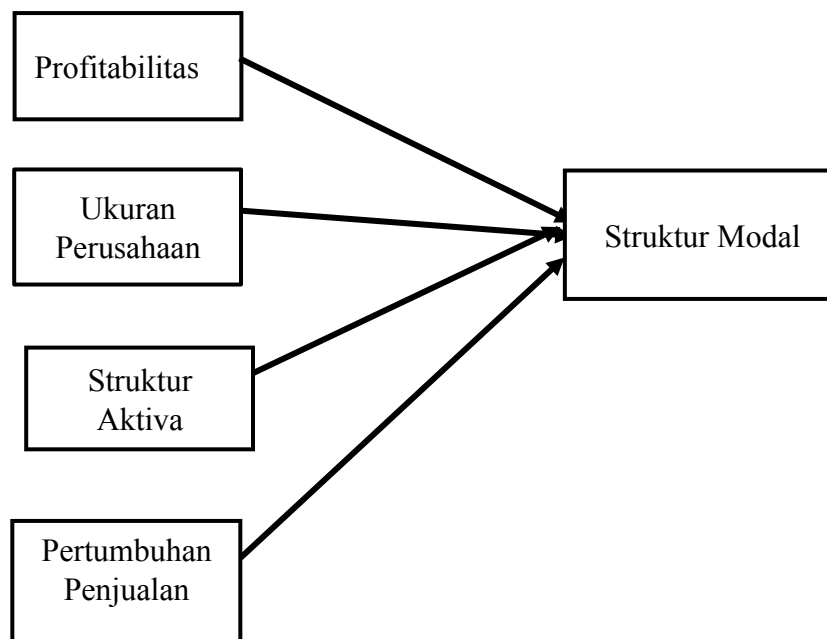 Profitabilitas
Ukuran
Perusahaan
Struktur Modal
Struktur
Aktiva
Pertumbuhan
Penjualan